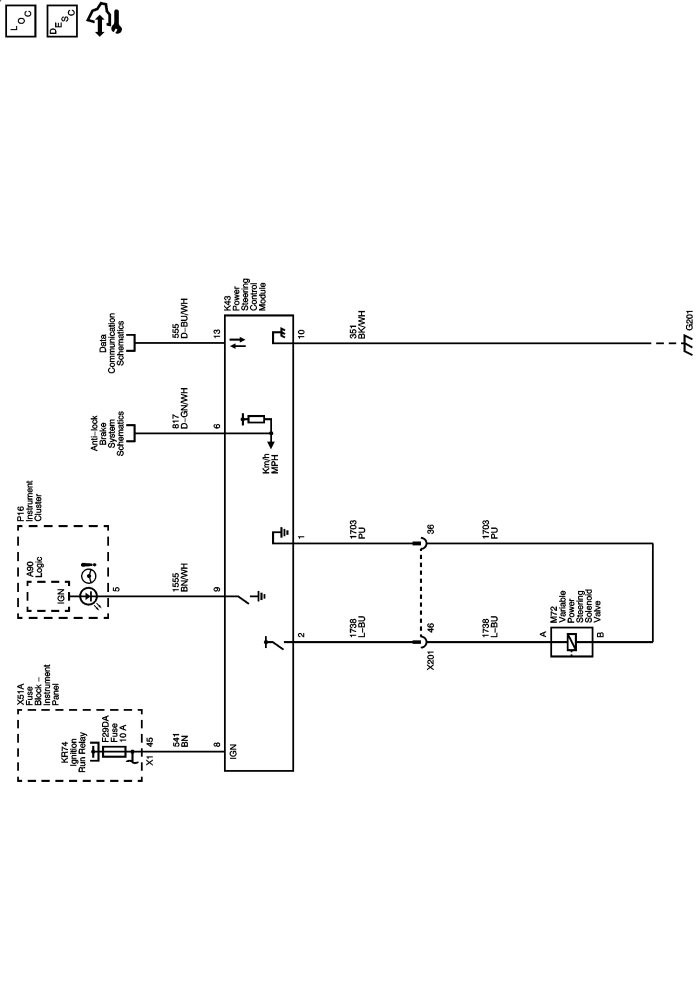 L O C
D E S C
X51A
Fuse
Block –
Instrument
Panel
KR74
Ignition
Run Relay
F29DA
Fuse
10 A
X1
45
541
BN
8
IGN
P16
Instrument
Cluster
A90
Logic
IGN
5
1555
BN/WH
9
Anti–lock
Brake
System
Schematics
817
D–GN/WH
6
Km/h
MPH
Data
Communication
Schematics
555
D–BU/WH
13
K43
Power
Steering
Control
Module
2
1738
L–BU
X201
46
1738
L–BU
A
M72
Variable
Power
Steering
Solenoid
Valve
B
1
1703
PU
36
1703
PU
10
351
BK/WH
G201